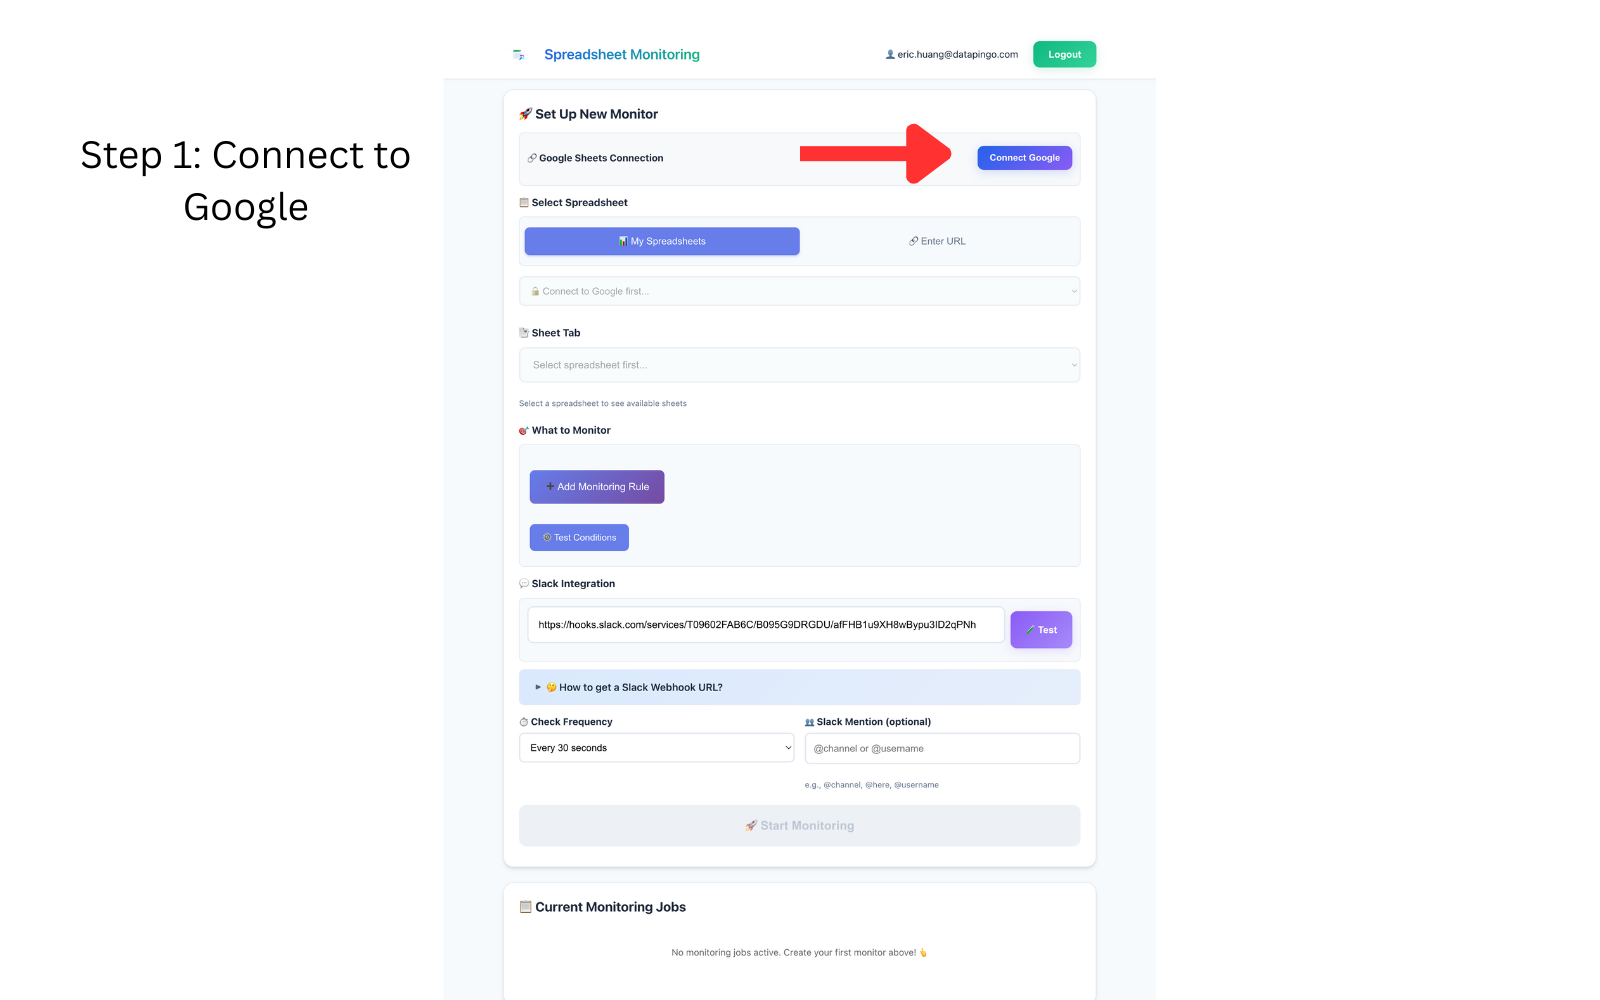 Spreadsheet Monitoring
eric.huang@datapingo.com
Logout
Step 1: Connect to
Google
Set Up New Monitor
Google Sheets Connection
Connect Google
Select Spreadsheet
My Spreadsheets
Enter URL
Connect to Google first...
Sheet Tab
Select spreadsheet first...
Select a spreadsheet to see available sheets
What to Monitor
Add Monitoring Rule
Test Conditions
Slack Integration
https://hooks.slack.com/services/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
Test
How to get a Slack Webhook URL?
Check Frequency
Slack Mention (optional)
Every 30 seconds
@channel or @username
e.g., @channel, @here, @username
Start Monitoring
Current Monitoring Jobs
No monitoring jobs active. Create your first monitor above!